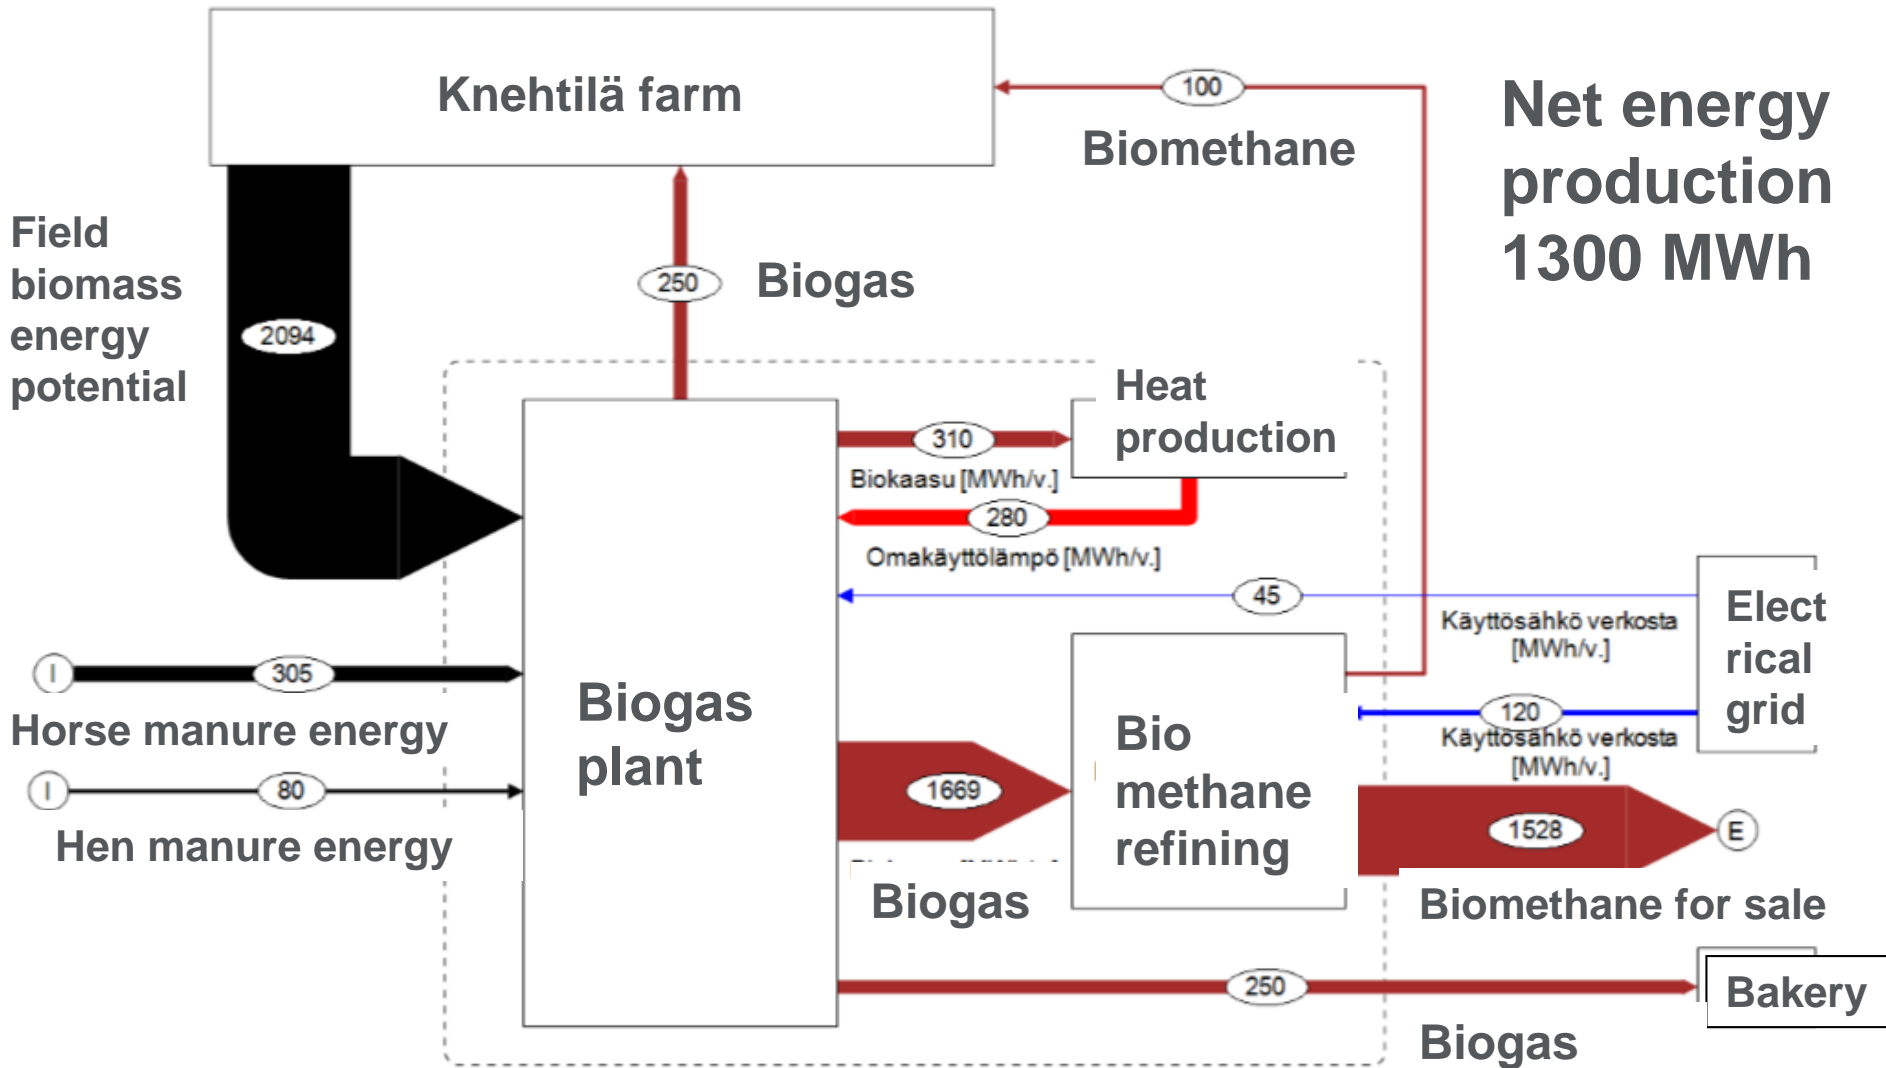 Knehtilä farm
100
Biomethane
Net energy
production
1300 MWh
Field
biomass
energy
potential
2094
250
Biogas
Heat
production
310
Biokaasu [MWh/v.]
280
Omakäyttölämpö [MWh/v.]
45
Käyttösähkö verkosta
[MWh/v.]
Elect
rical
grid
I
305
Horse manure energy
I
80
Hen manure energy
Biogas
plant
1669
Biogas
Bio
methane
refining
120
Käyttösähkö verkosta
[MWh/v.]
1528
E
Biomethane for sale
250
Bakery
Biogas